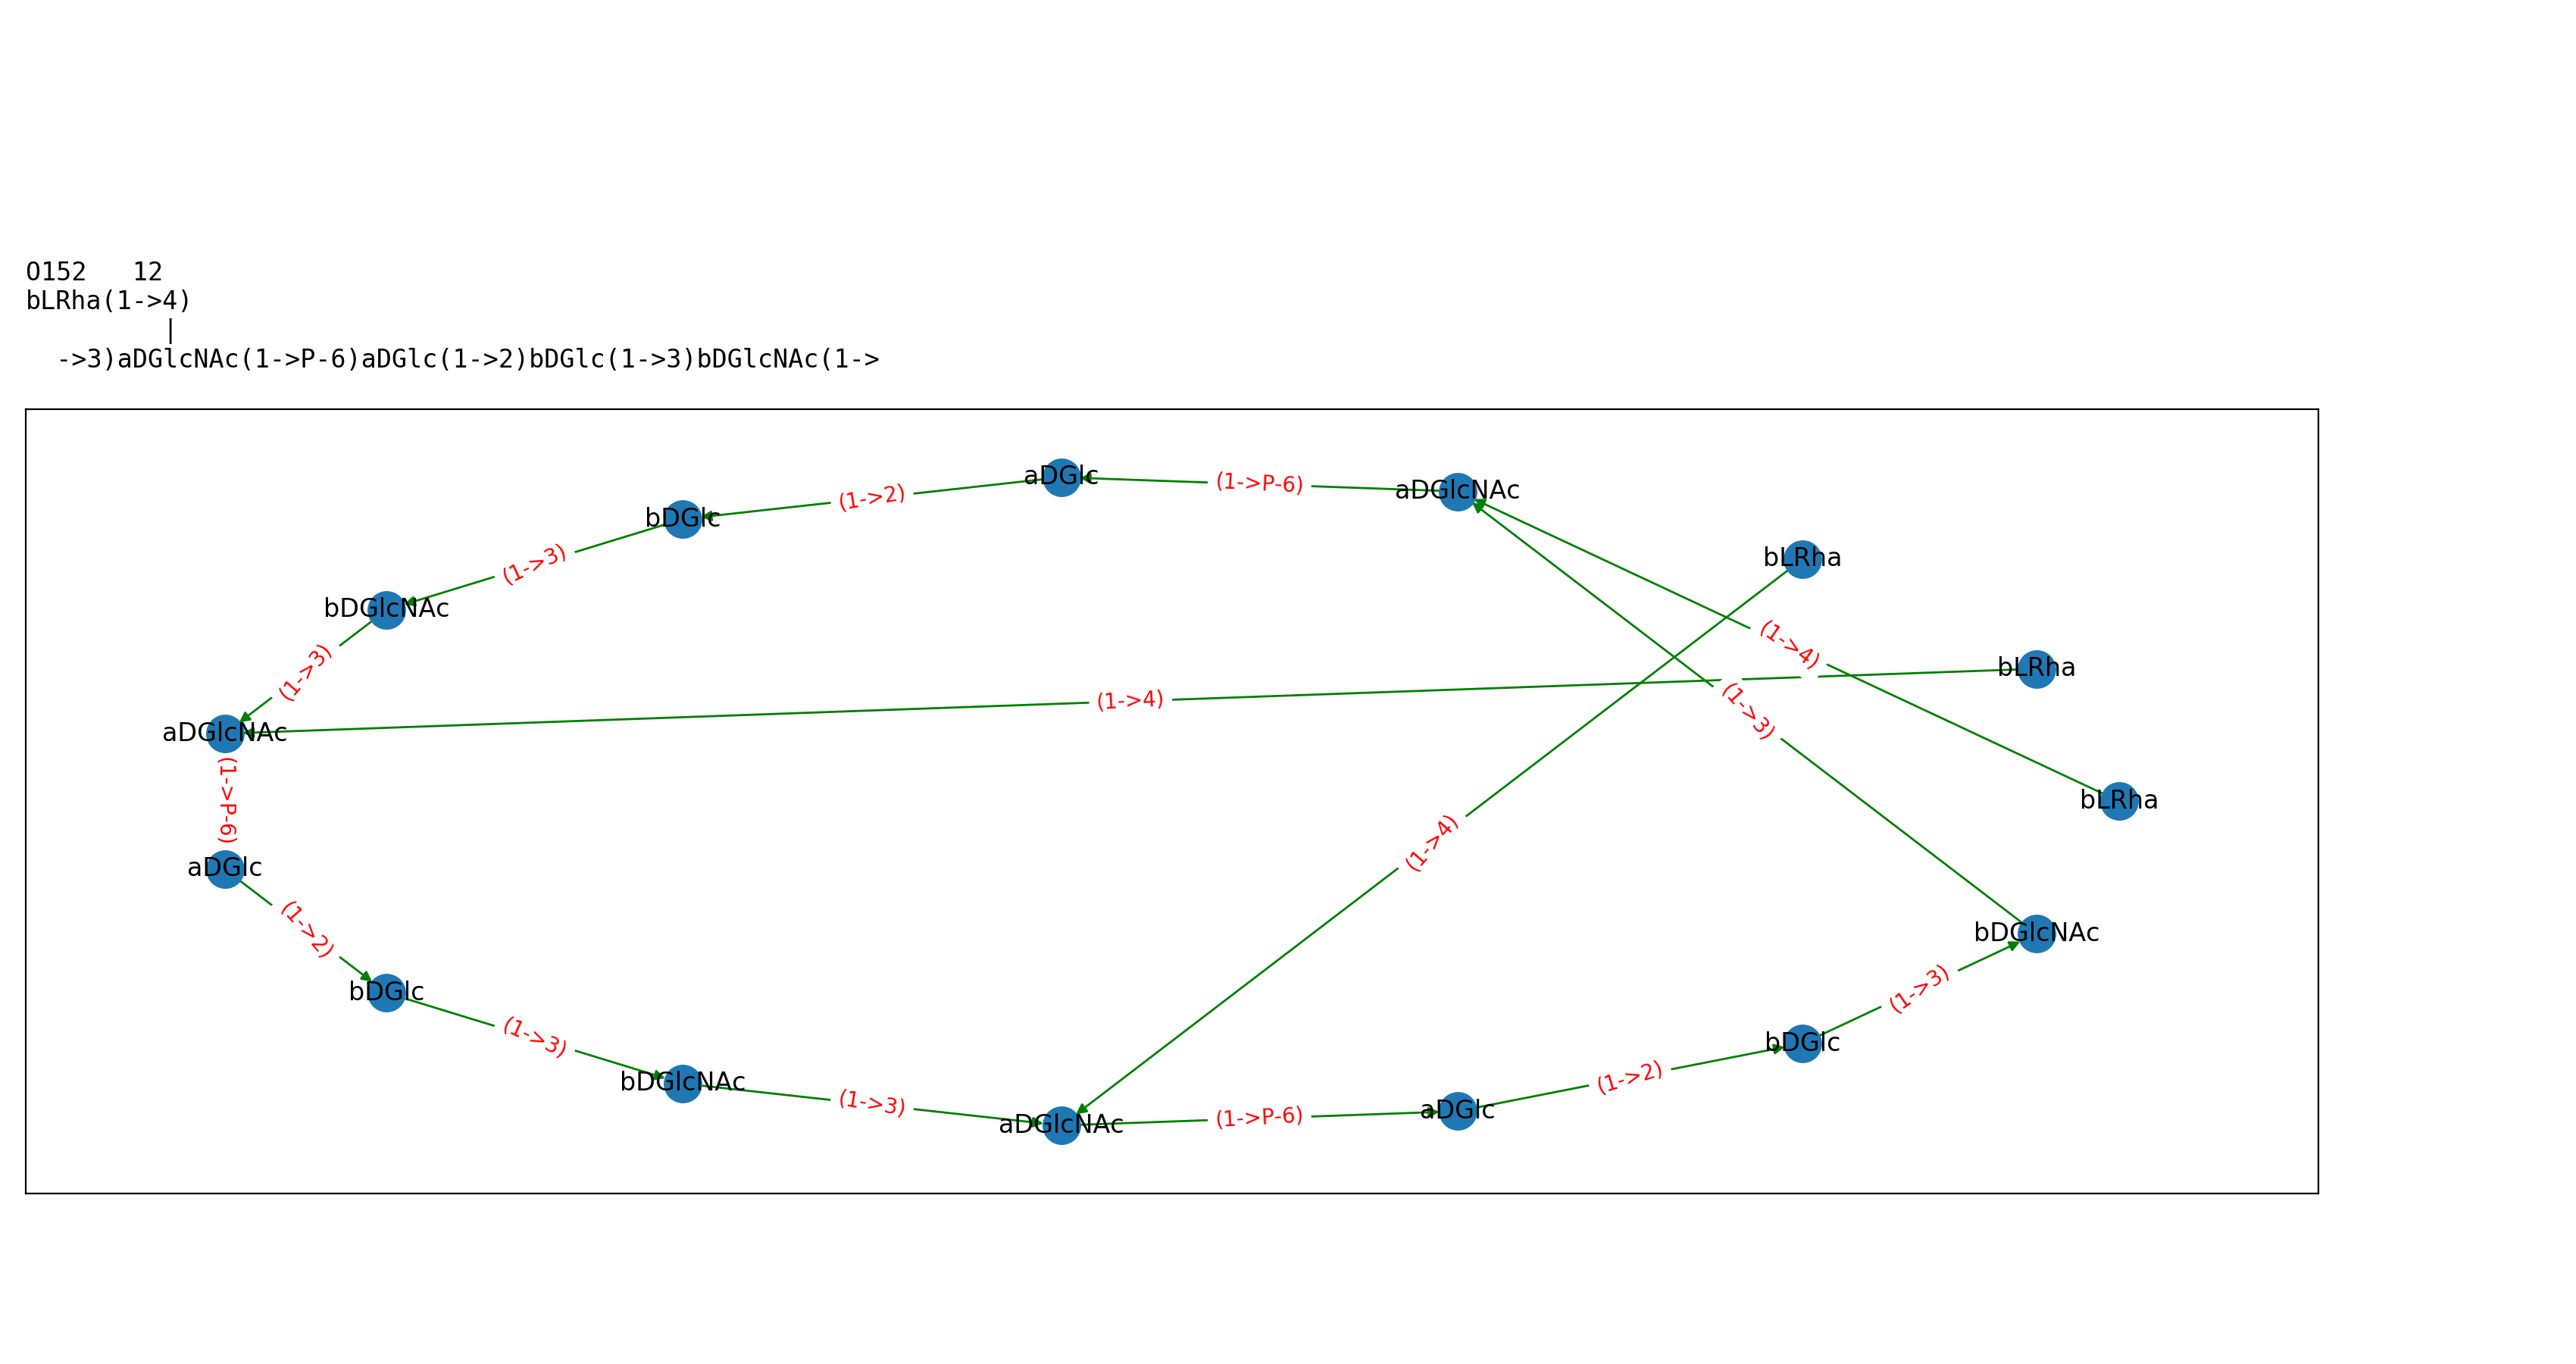 O152   12
bLRha(1->4)
|
->3)aDGlcNAc(1->P-6)aDGlc(1->2)bDGlc(1->3)bDGlcNAc(1->
aDGlc
(1->P-6)
aDGlcNAc
(1->2)
bDGlc
(1->3)
bLRha
bDGlcNAc
(1->4)
(1->3)
bLRha
(1->4)
(1->3)
aDGlcNAc
(1->P-6)
bLRha
(1->4)
aDGlc
(1->2)
bDGlcNAc
bDGlc
(1->3)
(1->3)
bDGlc
bDGlcNAc
(1->2)
(1->3)
aDGlcNAc
(1->P-6)
aDGlc